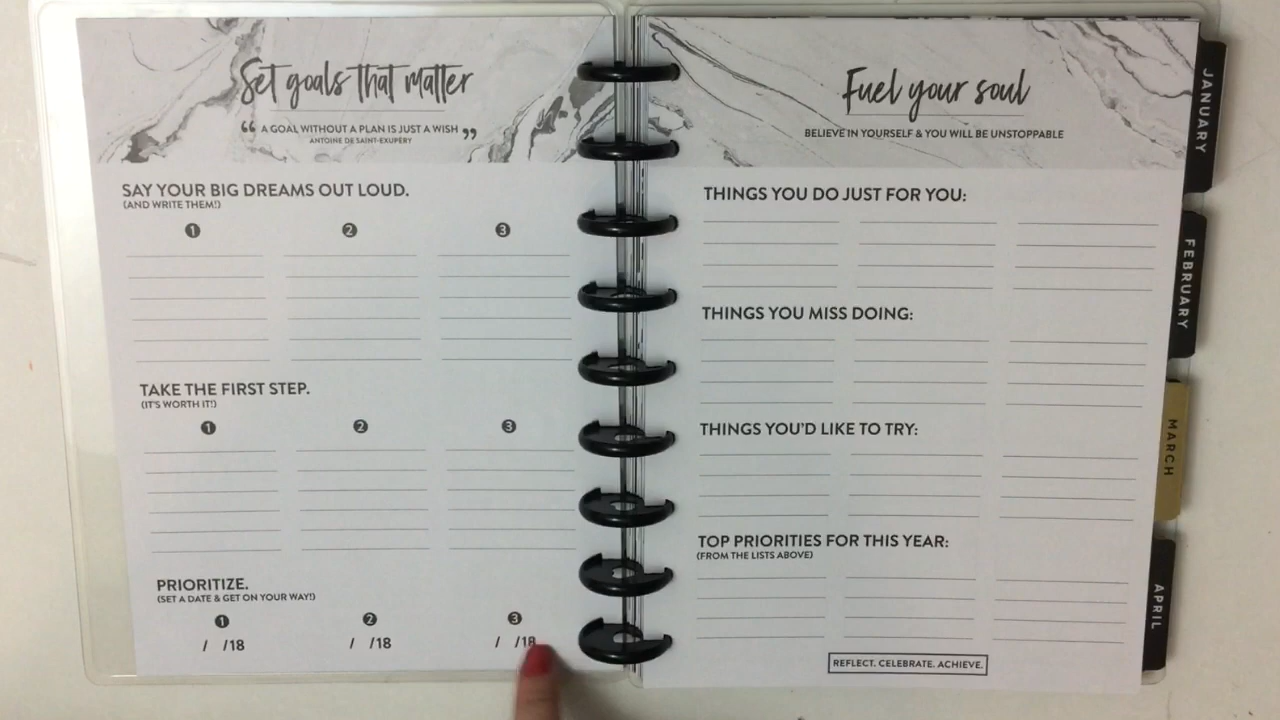 Set goals that matter
“ A GOAL WITHOUT A PLAN IS JUST A WISH ”
ANTOINE DE SAINT-EXUPÉRY
SAY YOUR BIG DREAMS OUT LOUD.
(AND WRITE THEM!)
1 2 3
TAKE THE FIRST STEP.
(IT'S WORTH IT!)
1 2 3
PRIORITIZE.
(SET A DATE & GET ON YOUR WAY!)
1 2 3
/ /18 / /18 / /18
Fuel your soul
BELIEVE IN YOURSELF & YOU WILL BE UNSTOPPABLE
THINGS YOU DO JUST FOR YOU:
THINGS YOU MISS DOING:
THINGS YOU'D LIKE TO TRY:
TOP PRIORITIES FOR THIS YEAR:
(FROM THE LISTS ABOVE)
REFLECT. CELEBRATE. ACHIEVE.
JANUARY
FEBRUARY
MARCH
APRIL